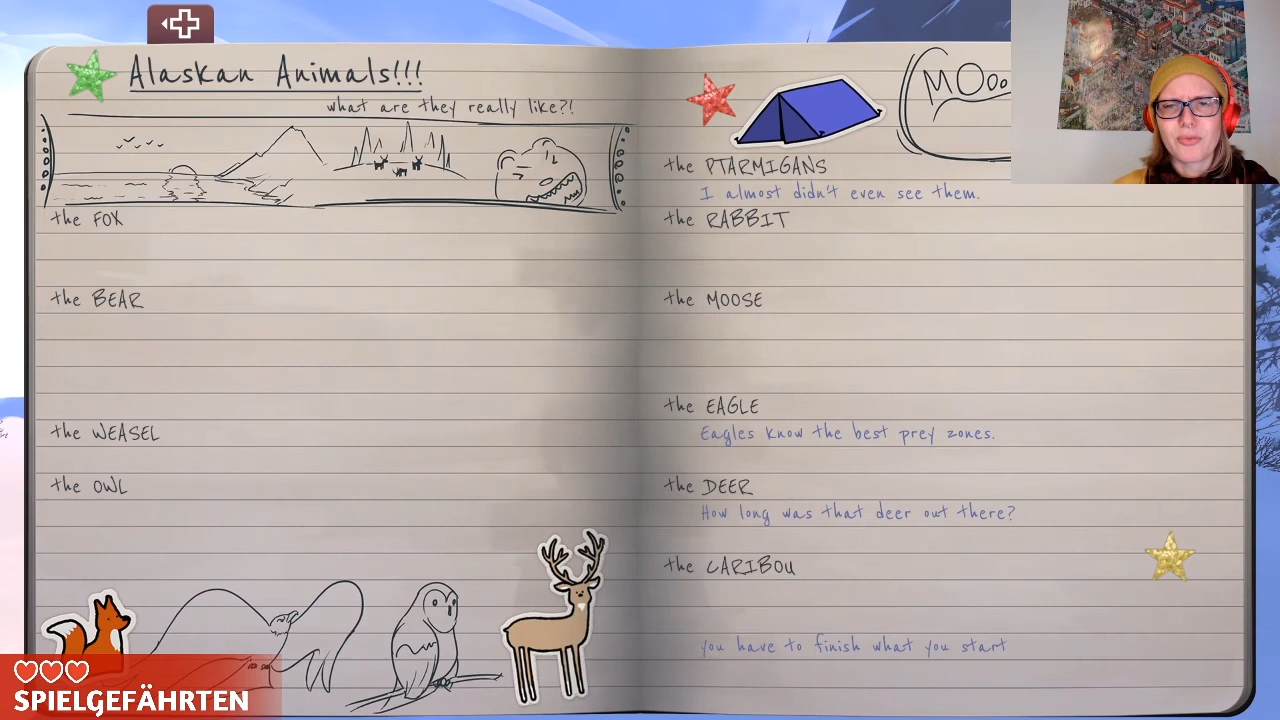 Alaskan Animals!!!
what are they really like?!
the FOX
the BEAR
the WEASEL
the OWL
MOoo
the PTARMIGANS
I almost didn't even see them.
the RABBIT
the MOOSE
the EAGLE
Eagles know the best prey zones.
the DEER
How long was that deer out there?
the CARIBOU
you have to finish what you start
SPIELGEFÄHRTEN